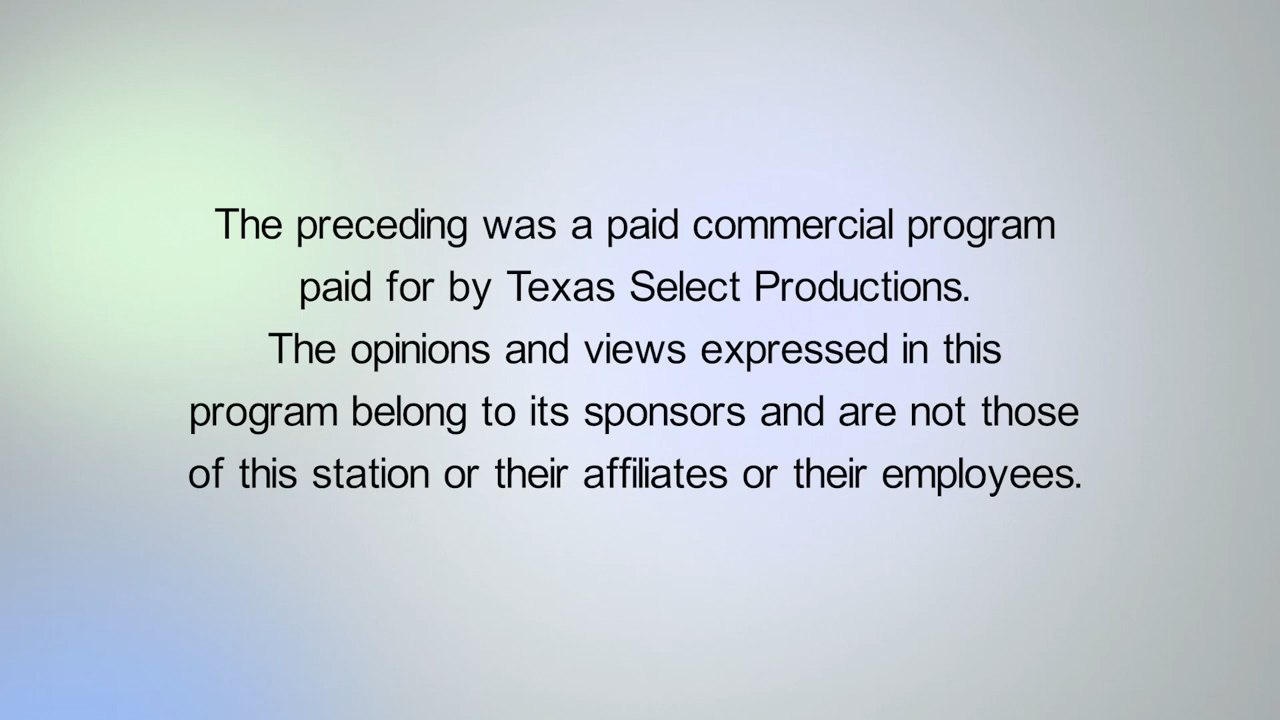 The preceding was a paid commercial program
paid for by Texas Select Productions.
The opinions and views expressed in this
program belong to its sponsors and are not those
of this station or their affiliates or their employees.